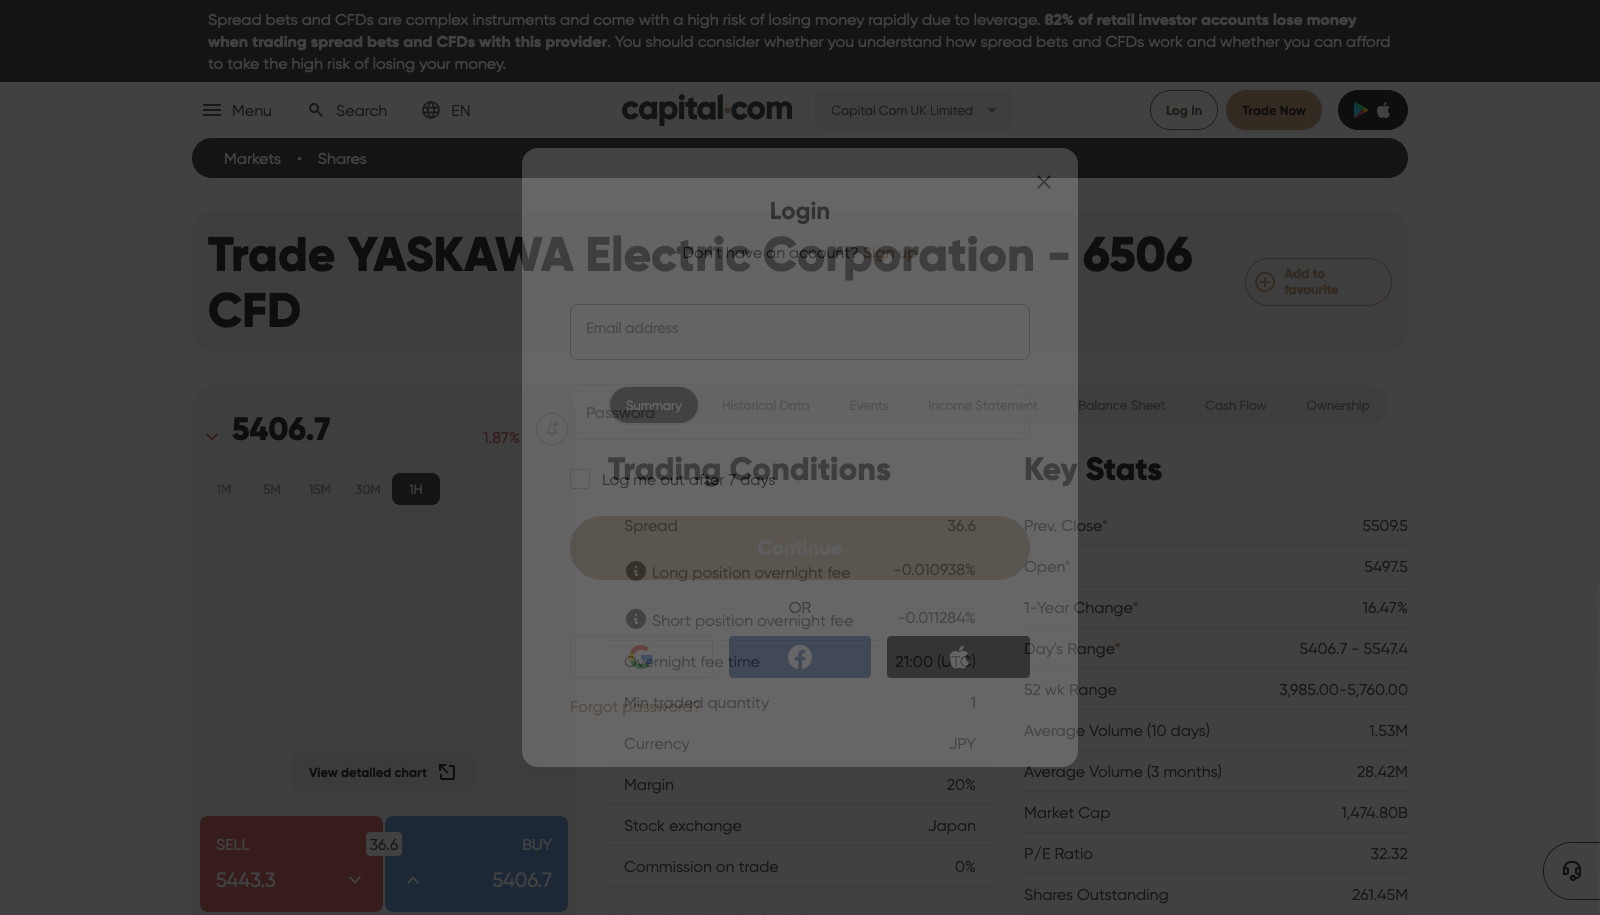 Spread bets and CFDs are complex instruments and come with a high risk of losing money rapidly due to leverage. 82% of retail investor accounts lose money
when trading spread bets and CFDs with this provider. You should consider whether you understand how spread bets and CFDs work and whether you can afford
to take the high risk of losing your money.
Menu
Search
EN
capital.com
Capital Com UK Limited
Log In
Trade Now
Markets • Shares
Login
Don't have an account? Sign up
Trade YASKAWA Electric Corporation - 6506
CFD
Add to
favourite
Email address
Password
Log me out after 7 days
Continue
OR
Forgot password?
5406.7
1.87%
1M
5M
15M
30M
1H
View detailed chart
SELL
5443.3
36.6
BUY
5406.7
Summary
Historical Data
Events
Income Statement
Balance Sheet
Cash Flow
Ownership
Trading Conditions
Spread 36.6
Long position overnight fee -0.010938%
Short position overnight fee -0.011284%
Overnight fee time 21:00 (UTC)
Min traded quantity 1
Currency JPY
Margin 20%
Stock exchange Japan
Commission on trade 0%
Key Stats
Prev. Close* 5509.5
Open* 5497.5
1-Year Change* 16.47%
Day's Range* 5406.7 - 5547.4
52 wk Range 3,985.00-5,760.00
Average Volume (10 days) 1.53M
Average Volume (3 months) 28.42M
Market Cap 1,474.80B
P/E Ratio 32.32
Shares Outstanding 261.45M